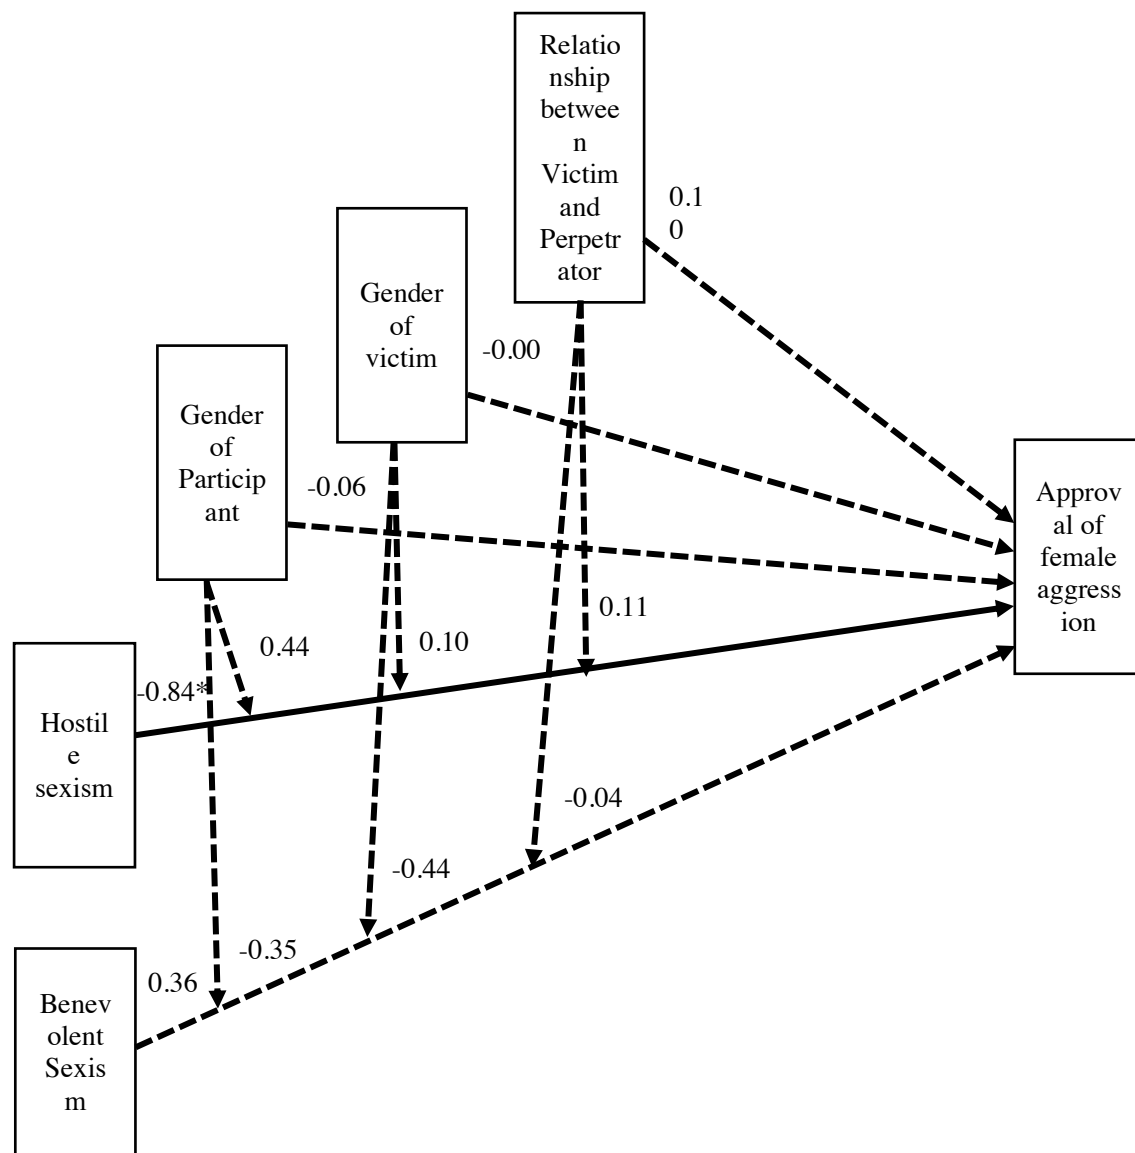 Relatio
nship
betwee
n
Victim
and
Perpetr
ator
0.1
0
Gender
of
victim
-0.00
Gender
of
Particip
ant
-0.06
Approv
al of
female
aggress
ion
0.11
0.10
0.44
-0.84*
Hostil
e
sexism
-0.04
-0.44
-0.35
0.36
Benev
olent
Sexis
m